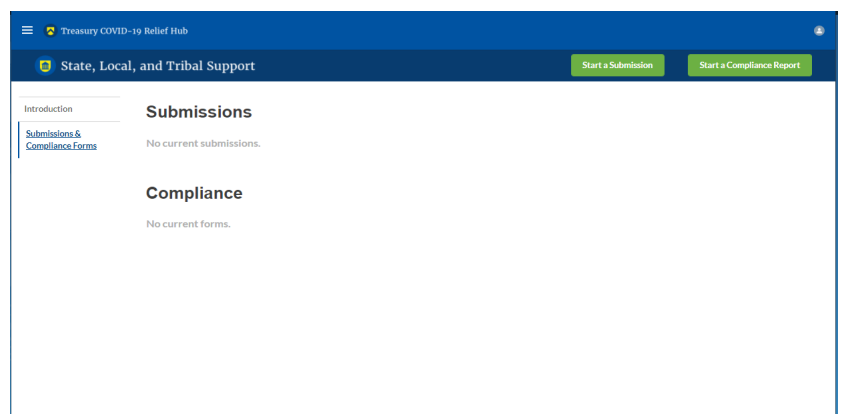 Treasury COVID-19 Relief Hub
State, Local, and Tribal Support
Start a Submission
Start a Compliance Report
Introduction
Submissions &
Compliance Forms
Submissions
No current submissions.
Compliance
No current forms.